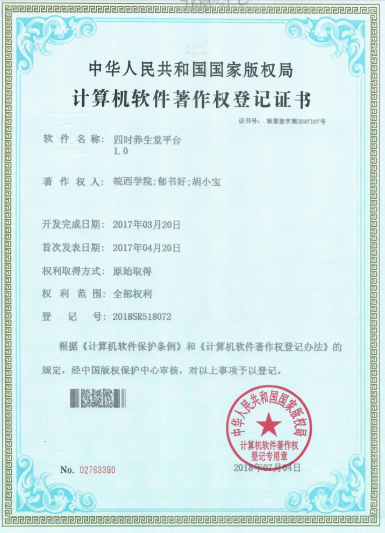 中华人民共和国国家版权局
计算机软件著作权登记证书
证书号： 软著登字第2847167号
软件名称： 四时养生堂平台
1.0
著作权人： 皖西学院;郁书好;胡小宝
开发完成日期： 2017年03月20日
首次发表日期： 2017年04月20日
权利取得方式： 原始取得
权利范围： 全部权利
登记号： 2018SR518072
根据《计算机软件保护条例》和《计算机软件著作权登记办法》的
规定，经中国版权保护中心审核，对以上事项予以登记。
中华人民共和国国家版权局
计算机软件著作权
登记专用章
No. 02763390
2018年07月04日